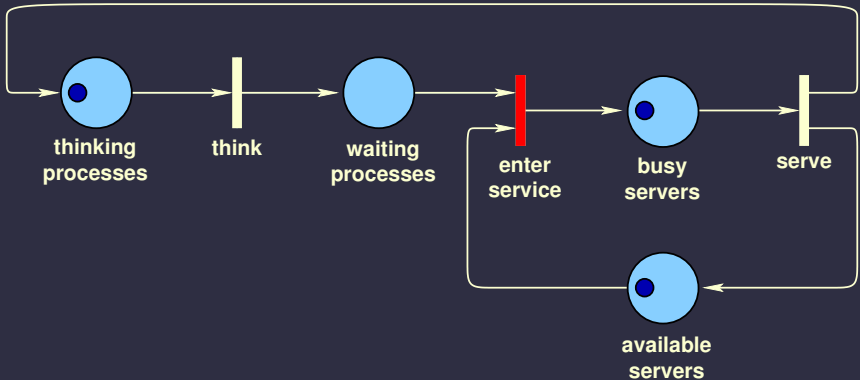 thinking
processes
think
waiting
processes
enter
service
busy
servers
serve
available
servers